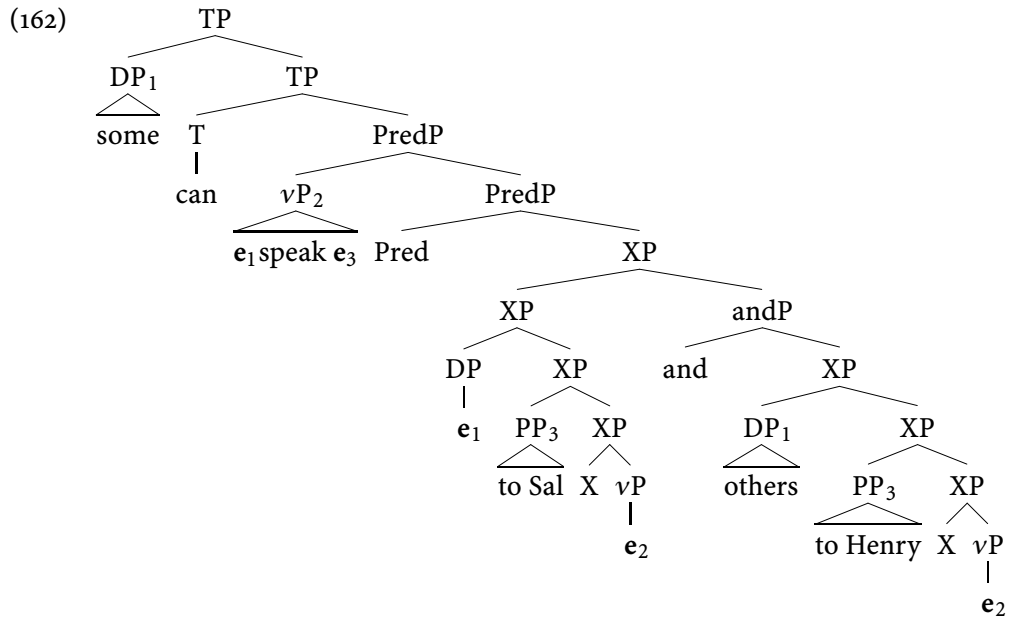 (162) TP
DP₁ TP
some T PredP
can vP₂ PredP
e₁ speak e₃ Pred XP
XP andP
DP XP and XP
e₁ PP₃ XP DP₁ XP
to Sal X vP others PP₃ XP
e₂ to Henry X vP
e₂